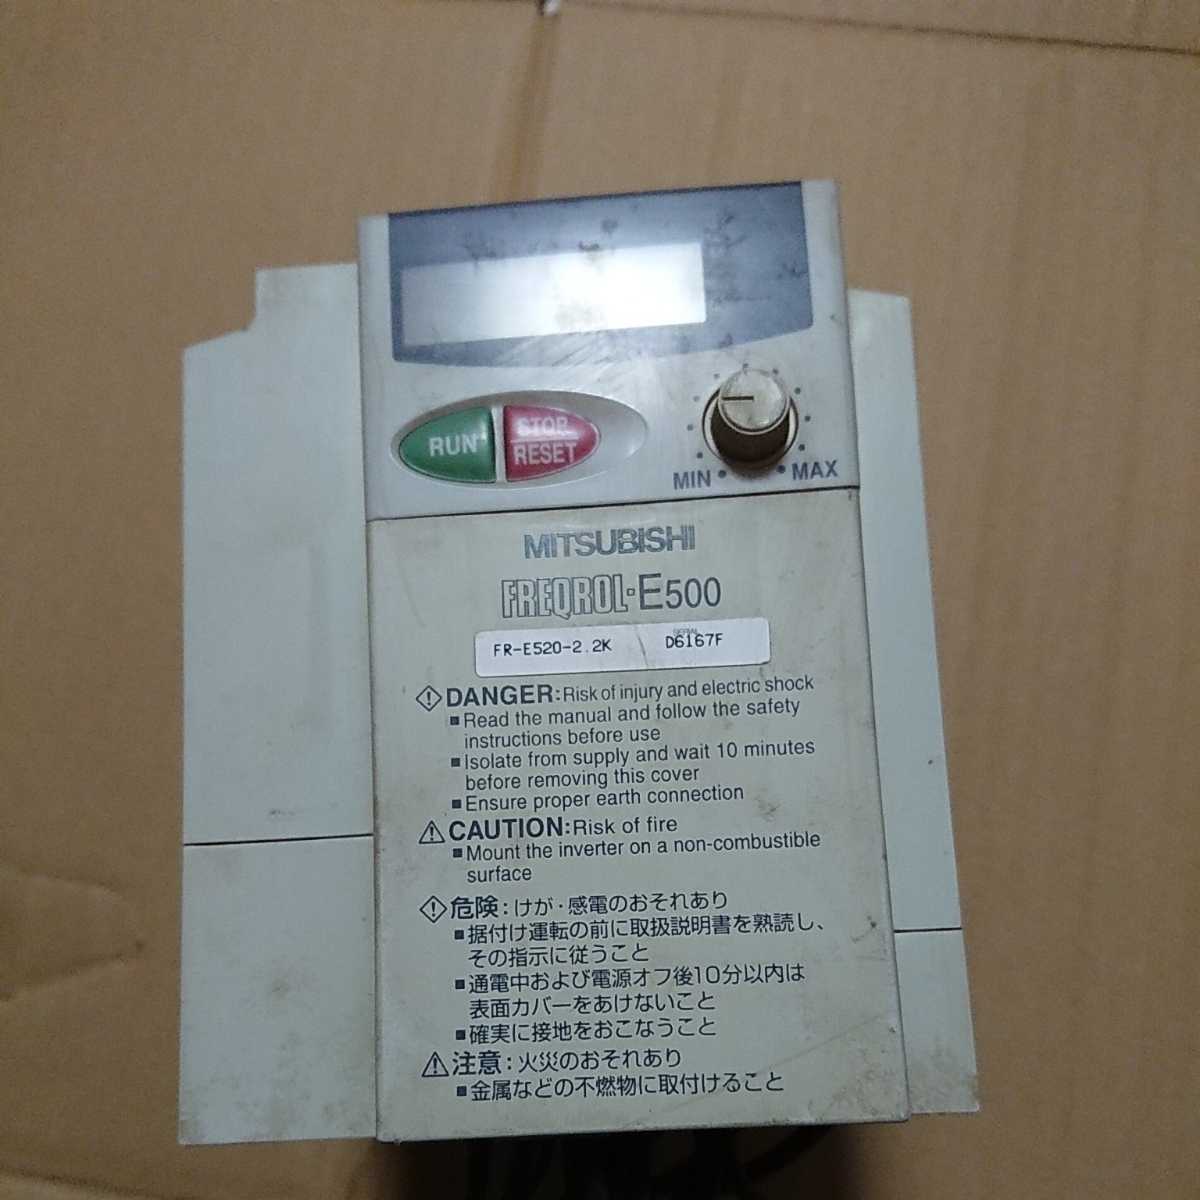 RUN
STOP
RESET
MIN MAX
MITSUBISHI
FREQROL-E500
SERIAL
FR-E520-2.2K D6167F
DANGER:Risk of injury and electric shock
■Read the manual and follow the safety
instructions before use
■Isolate from supply and wait 10 minutes
before removing this cover
■Ensure proper earth connection
CAUTION:Risk of fire
■Mount the inverter on a non-combustible
surface
危険:けが・感電のおそれあり
■据付け運転の前に取扱説明書を熟読し、
その指示に従うこと
■通電中および電源オフ後10分以内は
表面カバーをあけないこと
■確実に接地をおこなうこと
注意:火災のおそれあり
■金属などの不燃物に取付けること